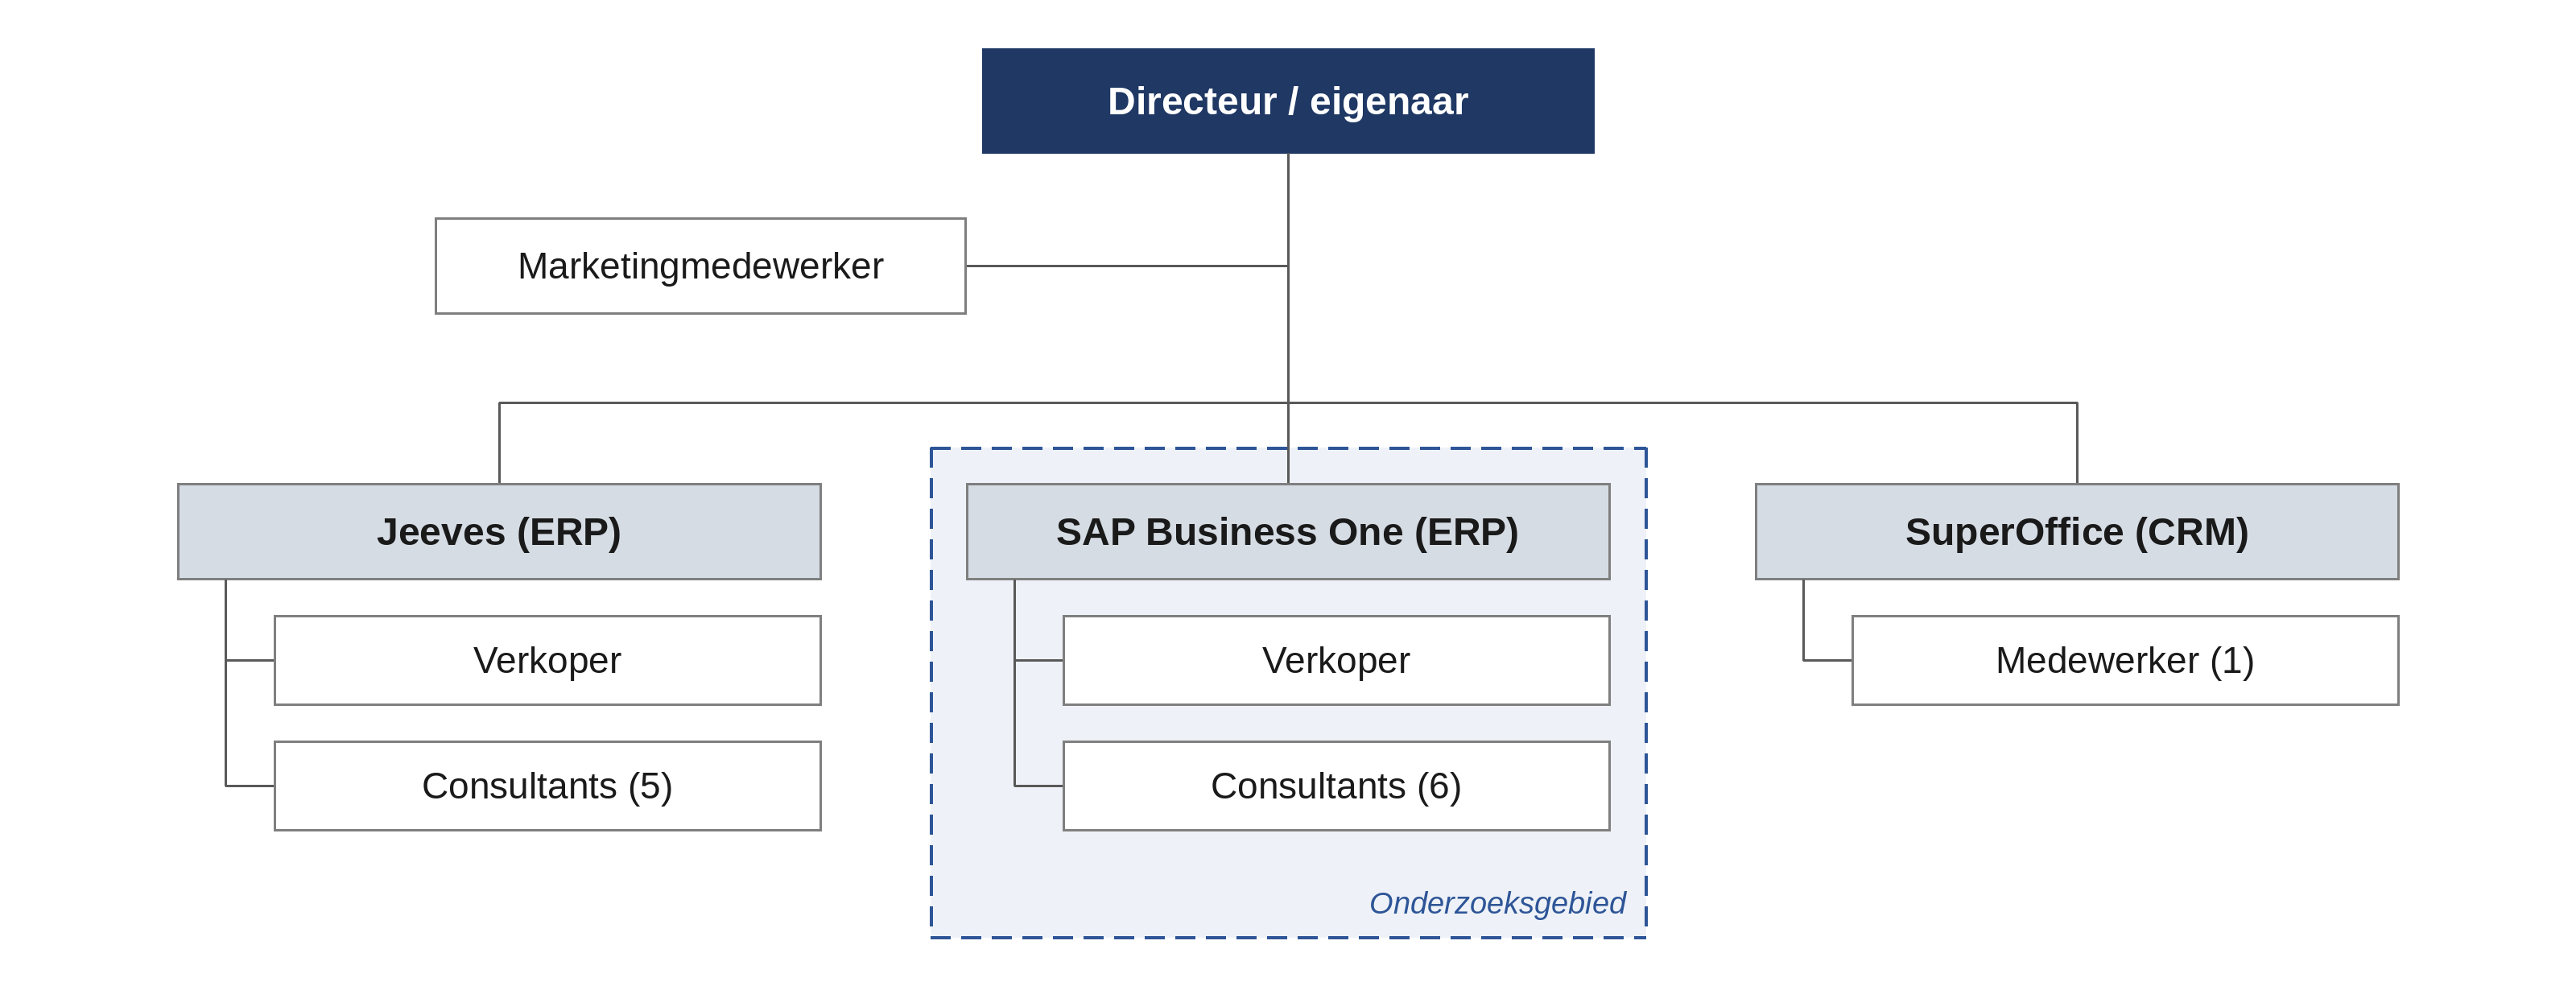 Directeur / eigenaar
Marketingmedewerker
Jeeves (ERP)
Verkoper
Consultants (5)
SAP Business One (ERP)
Verkoper
Consultants (6)
Onderzoeksgebied
SuperOffice (CRM)
Medewerker (1)